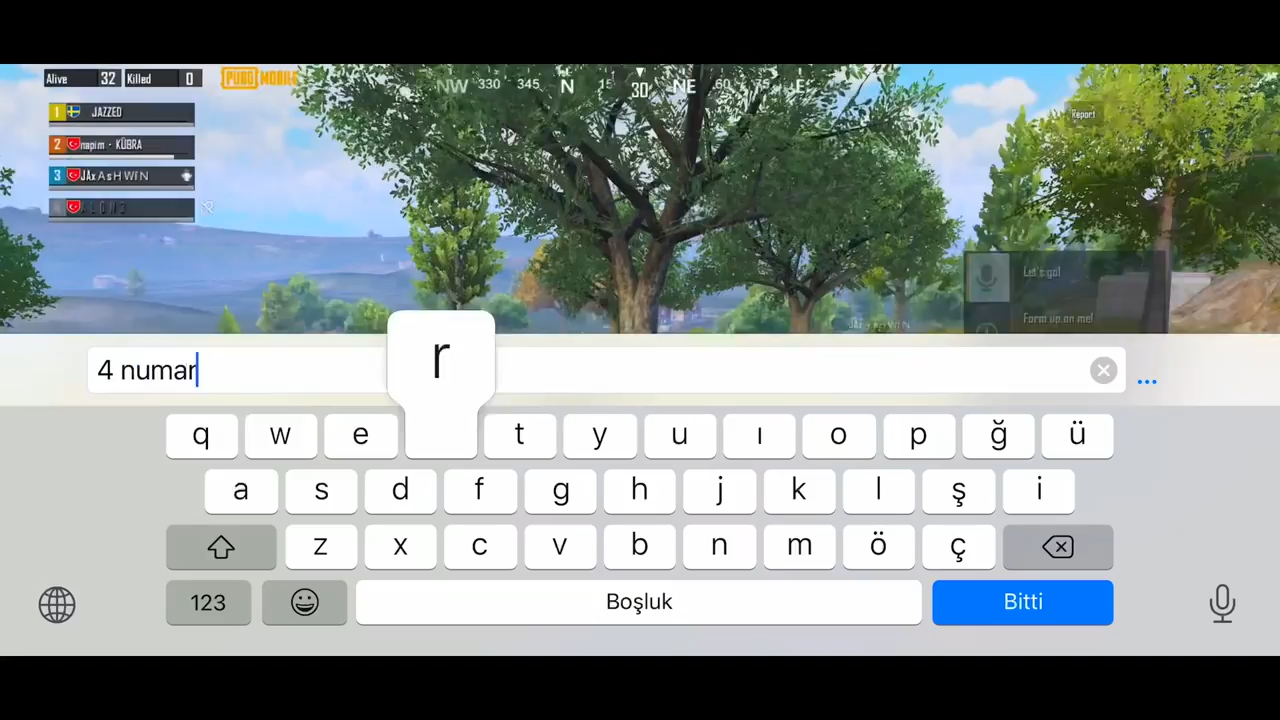 Alive 32 Killed 0 PUBG MOBILE
NW 330 345 N 15 30 NE 60 75 E
Report
1 JAZZED
2 napim · KÜBRA
3 JAxAsHWIN
Let's go!
Form up on me!
4 numar
r
q w e t y u ı o p ğ ü
a s d f g h j k l ş i
z x c v b n m ö ç
123 Boşluk Bitti